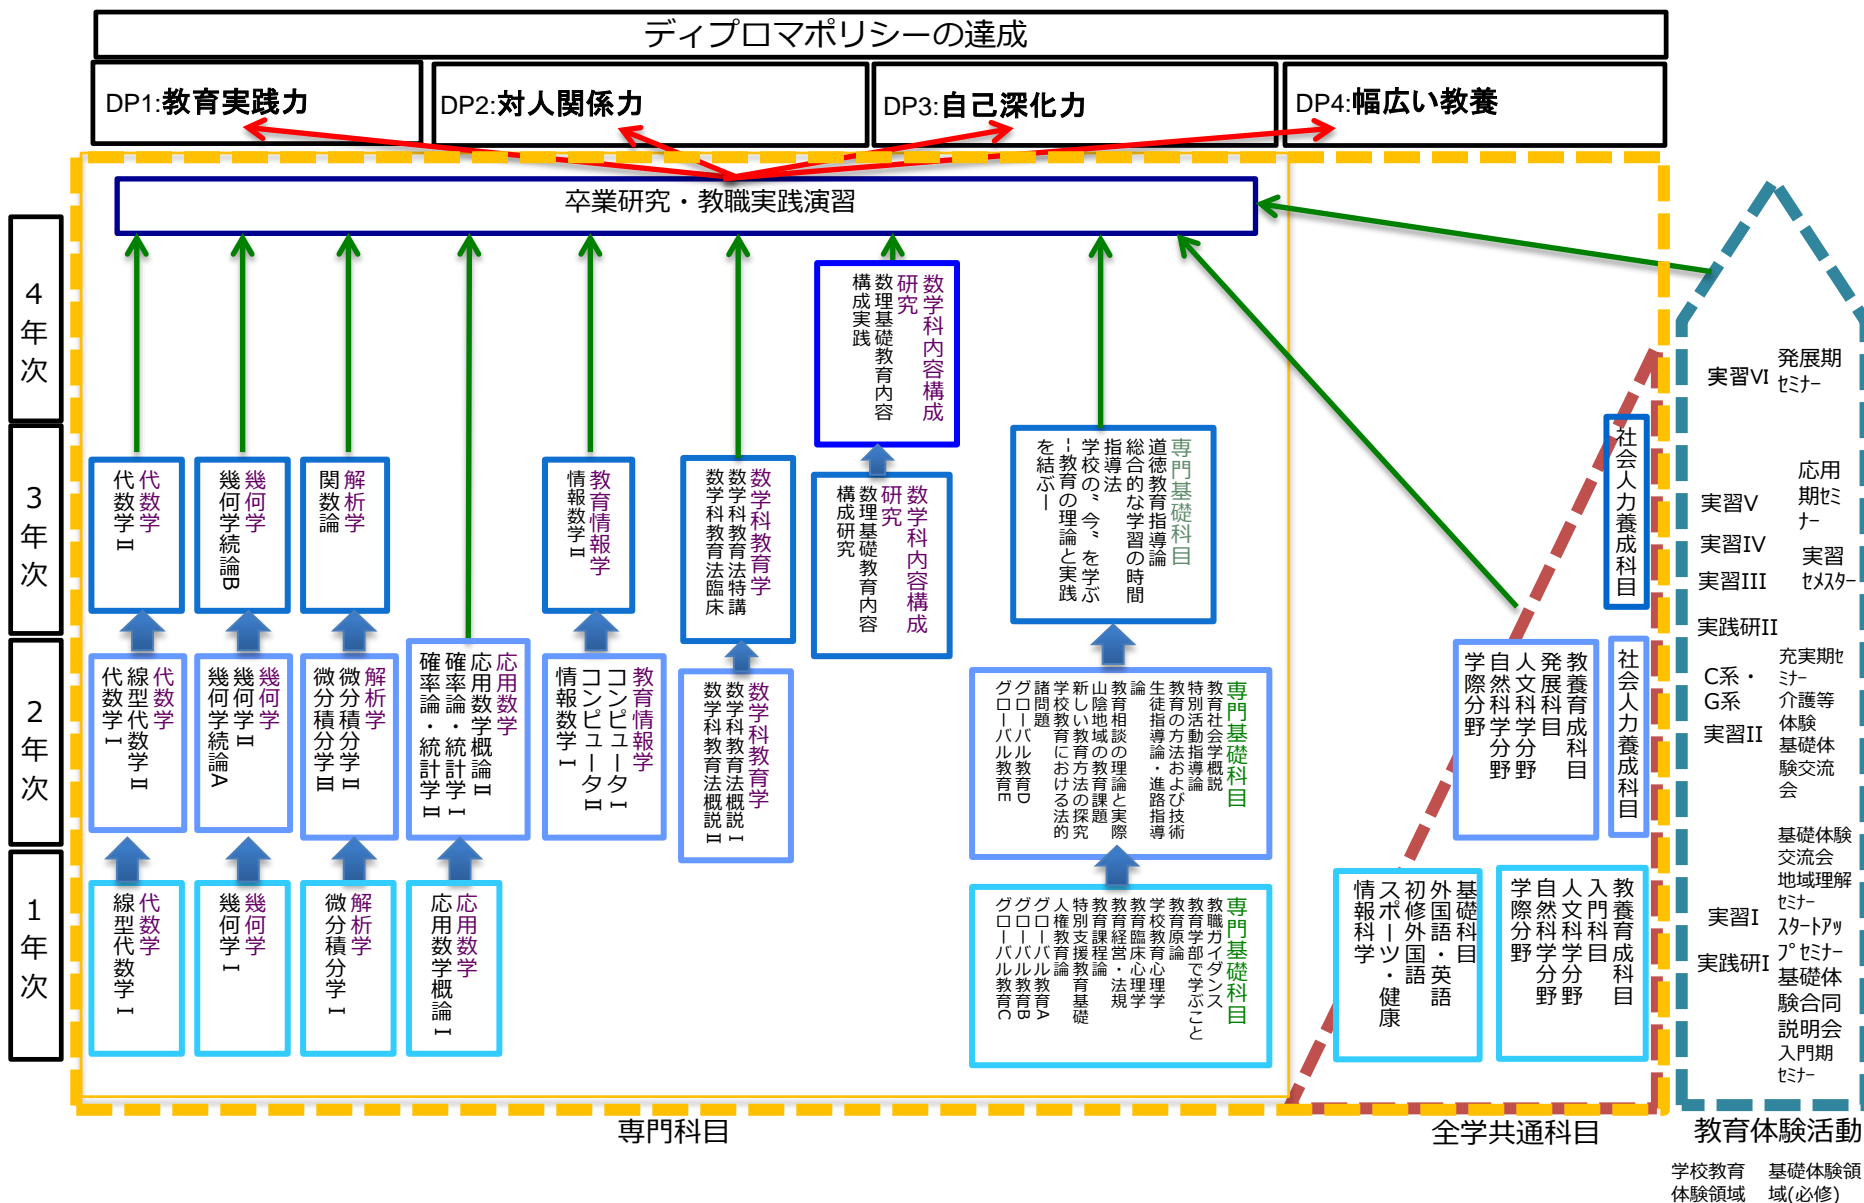 ディプロマポリシーの達成
DP1:教育実践力
DP2:対人関係力
DP3:自己深化力
DP4:幅広い教養
卒業研究・教職実践演習
4年次
数学科内容構成
研究
数理基礎教育内容
構成実践
3年次
代数学
代数学Ⅱ
幾何学
幾何学続論B
解析学
関数論
教育情報学
情報数学Ⅱ
数学科教育学
数学科教育法特講
数学科教育法臨床
数学科内容構成
研究
数理基礎教育内容
構成研究
専門基礎科目
道徳教育指導論
総合的な学習の時間
指導法
学校の”今”を学ぶ
ー教育の理論と実践
を結ぶー
社会人力養成科目
2年次
代数学
線型代数学Ⅱ
代数学Ⅰ
幾何学
幾何学Ⅱ
幾何学続論A
解析学
微分積分学Ⅱ
微分積分学Ⅲ
応用数学
応用数学概論Ⅱ
確率論・統計学Ⅰ
確率論・統計学Ⅱ
教育情報学
コンピュータⅠ
コンピュータⅡ
情報数学Ⅰ
数学科教育学
数学科教育法概説Ⅰ
数学科教育法概説Ⅱ
専門基礎科目
教育社会学概説
特別活動指導論
教育の方法および技術
生徒指導論・進路指導
論
教育相談の理論と実際
山陰地域の教育課題
新しい教育方法の探究
学校教育における法的
諸問題
グローバル教育D
グローバル教育E
教養育成科目
発展科目
人文科学分野
自然科学分野
学際分野
社会人力養成科目
1年次
代数学
線型代数学Ⅰ
幾何学
幾何学Ⅰ
解析学
微分積分学Ⅰ
応用数学
応用数学概論Ⅰ
専門基礎科目
教職ガイダンス
教育学部で学ぶこと
教育原論
学校教育心理学
教育臨床心理学
教育経営・法規
教育課程論
特別支援教育基礎
人権教育論
グローバル教育A
グローバル教育B
グローバル教育C
基礎科目
外国語・英語
初修外国語
スポーツ・健康
情報科学
教養育成科目
入門科目
人文科学分野
自然科学分野
学際分野
実習VI
発展期
セミナー
実習V
応用
期セミ
ナー
実習IV
実習III
実習
セメスター
実践研II
C系・
G系
実習II
充実期セ
ミナー
介護等
体験
基礎体
験交流
会
実習I
実践研I
基礎体験
交流会
地域理解
セミナー
スタートアッ
プセミナー
基礎体
験合同
説明会
入門期
セミナー
専門科目
全学共通科目
教育体験活動
学校教育
体験領域
基礎体験領
域(必修)